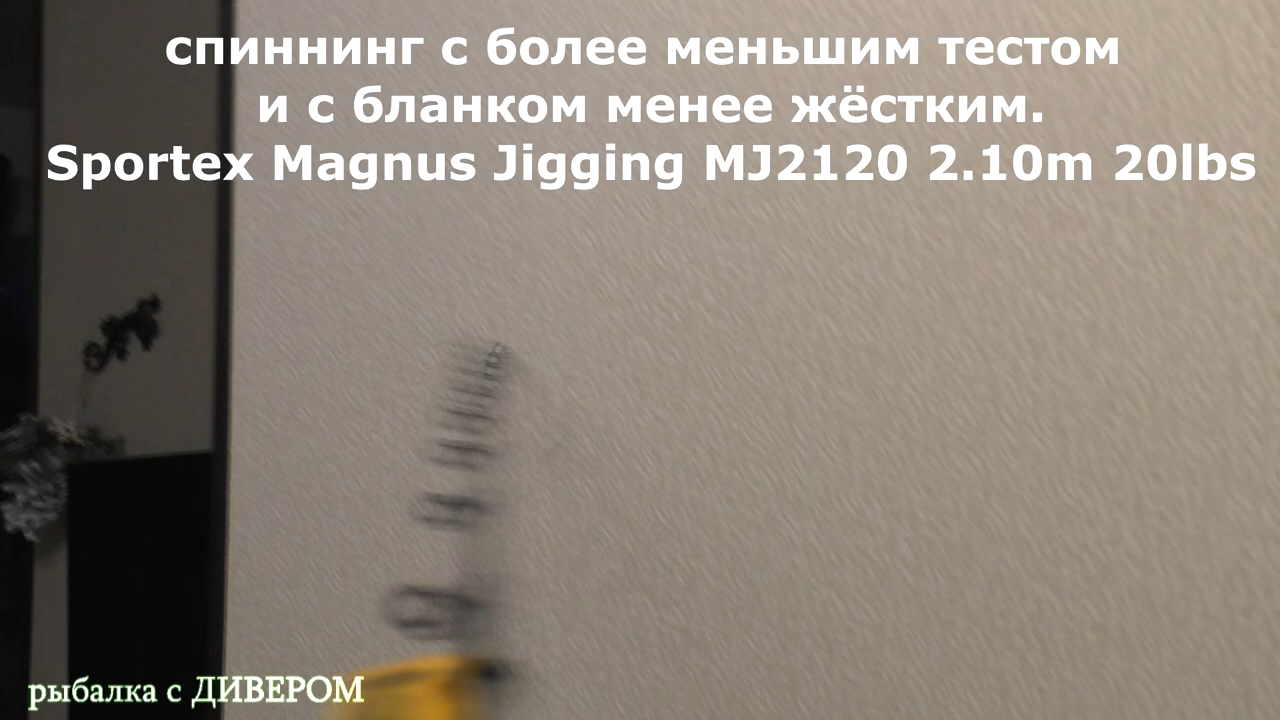 спиннинг с более меньшим тестом
и с бланком менее жёстким.
Sportex Magnus Jigging MJ2120 2.10m 20lbs
рыбалка с ДИВЕРОМ